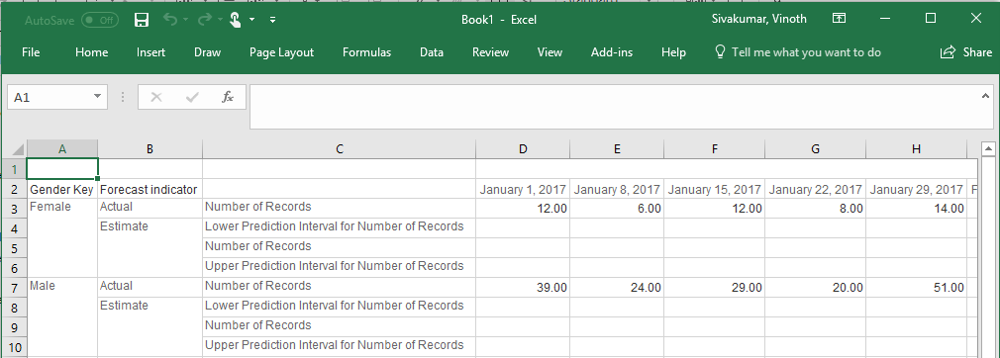 AutoSave Off Book1 - Excel Sivakumar, Vinoth
File Home Insert Draw Page Layout Formulas Data Review View Add-ins Help Tell me what you want to do Share
A1 fx
A B C D E F G H
1
2 Gender Key Forecast indicator January 1, 2017 January 8, 2017 January 15, 2017 January 22, 2017 January 29, 2017 F
3 Female Actual Number of Records 12.00 6.00 12.00 8.00 14.00
4 Estimate Lower Prediction Interval for Number of Records
5 Number of Records
6 Upper Prediction Interval for Number of Records
7 Male Actual Number of Records 39.00 24.00 29.00 20.00 51.00
8 Estimate Lower Prediction Interval for Number of Records
9 Number of Records
10 Upper Prediction Interval for Number of Records